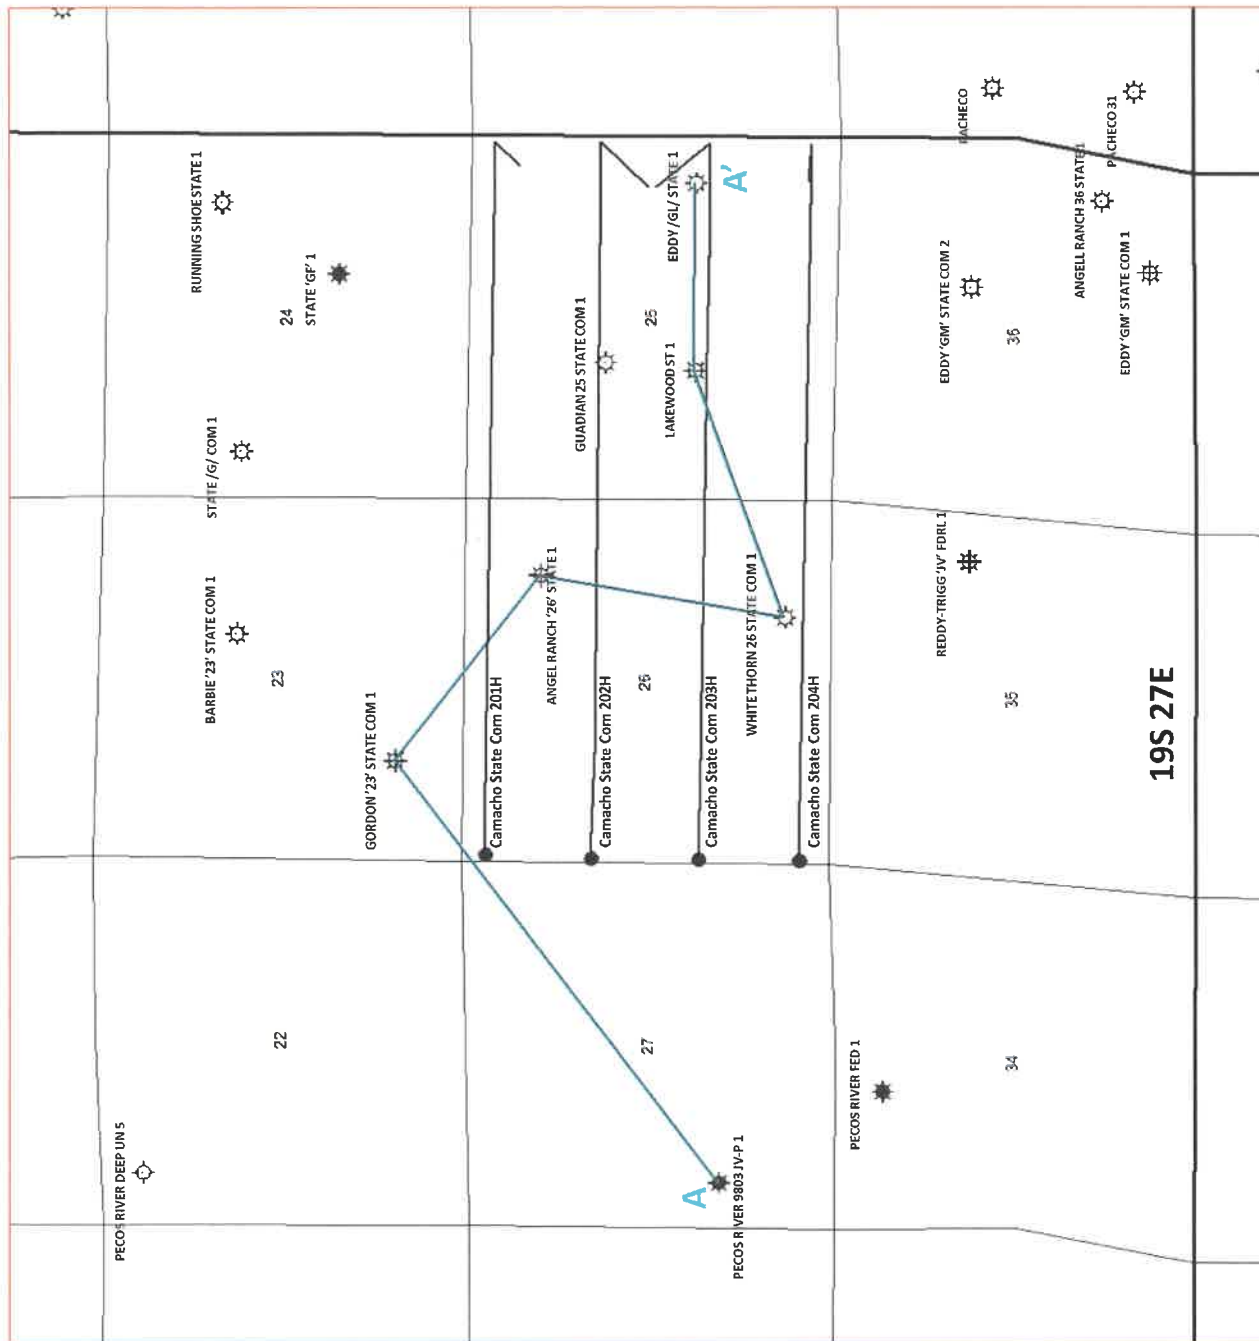 PECOS RIVER DEEP UN 5
22
BARBIE '23' STATE COM 1
23
GORDON '23' STATE COM 1
STATE /G/ COM 1
RUNNING SHOE STATE 1
24
STATE 'GF' 1
A
PECOS RIVER 9803 JV-P 1
27
Camacho State Com 201H
ANGEL RANCH '26' STATE 1
Camacho State Com 202H
26
Camacho State Com 203H
WHITE THORN 26 STATE COM 1
Camacho State Com 204H
GUADIAN 25 STATE COM 1
25
LAKEWOOD ST 1
EDDY /GL/ STATE 1
A'
PECOS RIVER FED 1
34
REDDY-TRIGG 'JV' FDRL 1
35
EDDY 'GM' STATE COM 2
36
ANGELL RANCH 36 STATE 1
EDDY 'GM' STATE COM 1
PACHECO
PACHECO 31
19S 27E